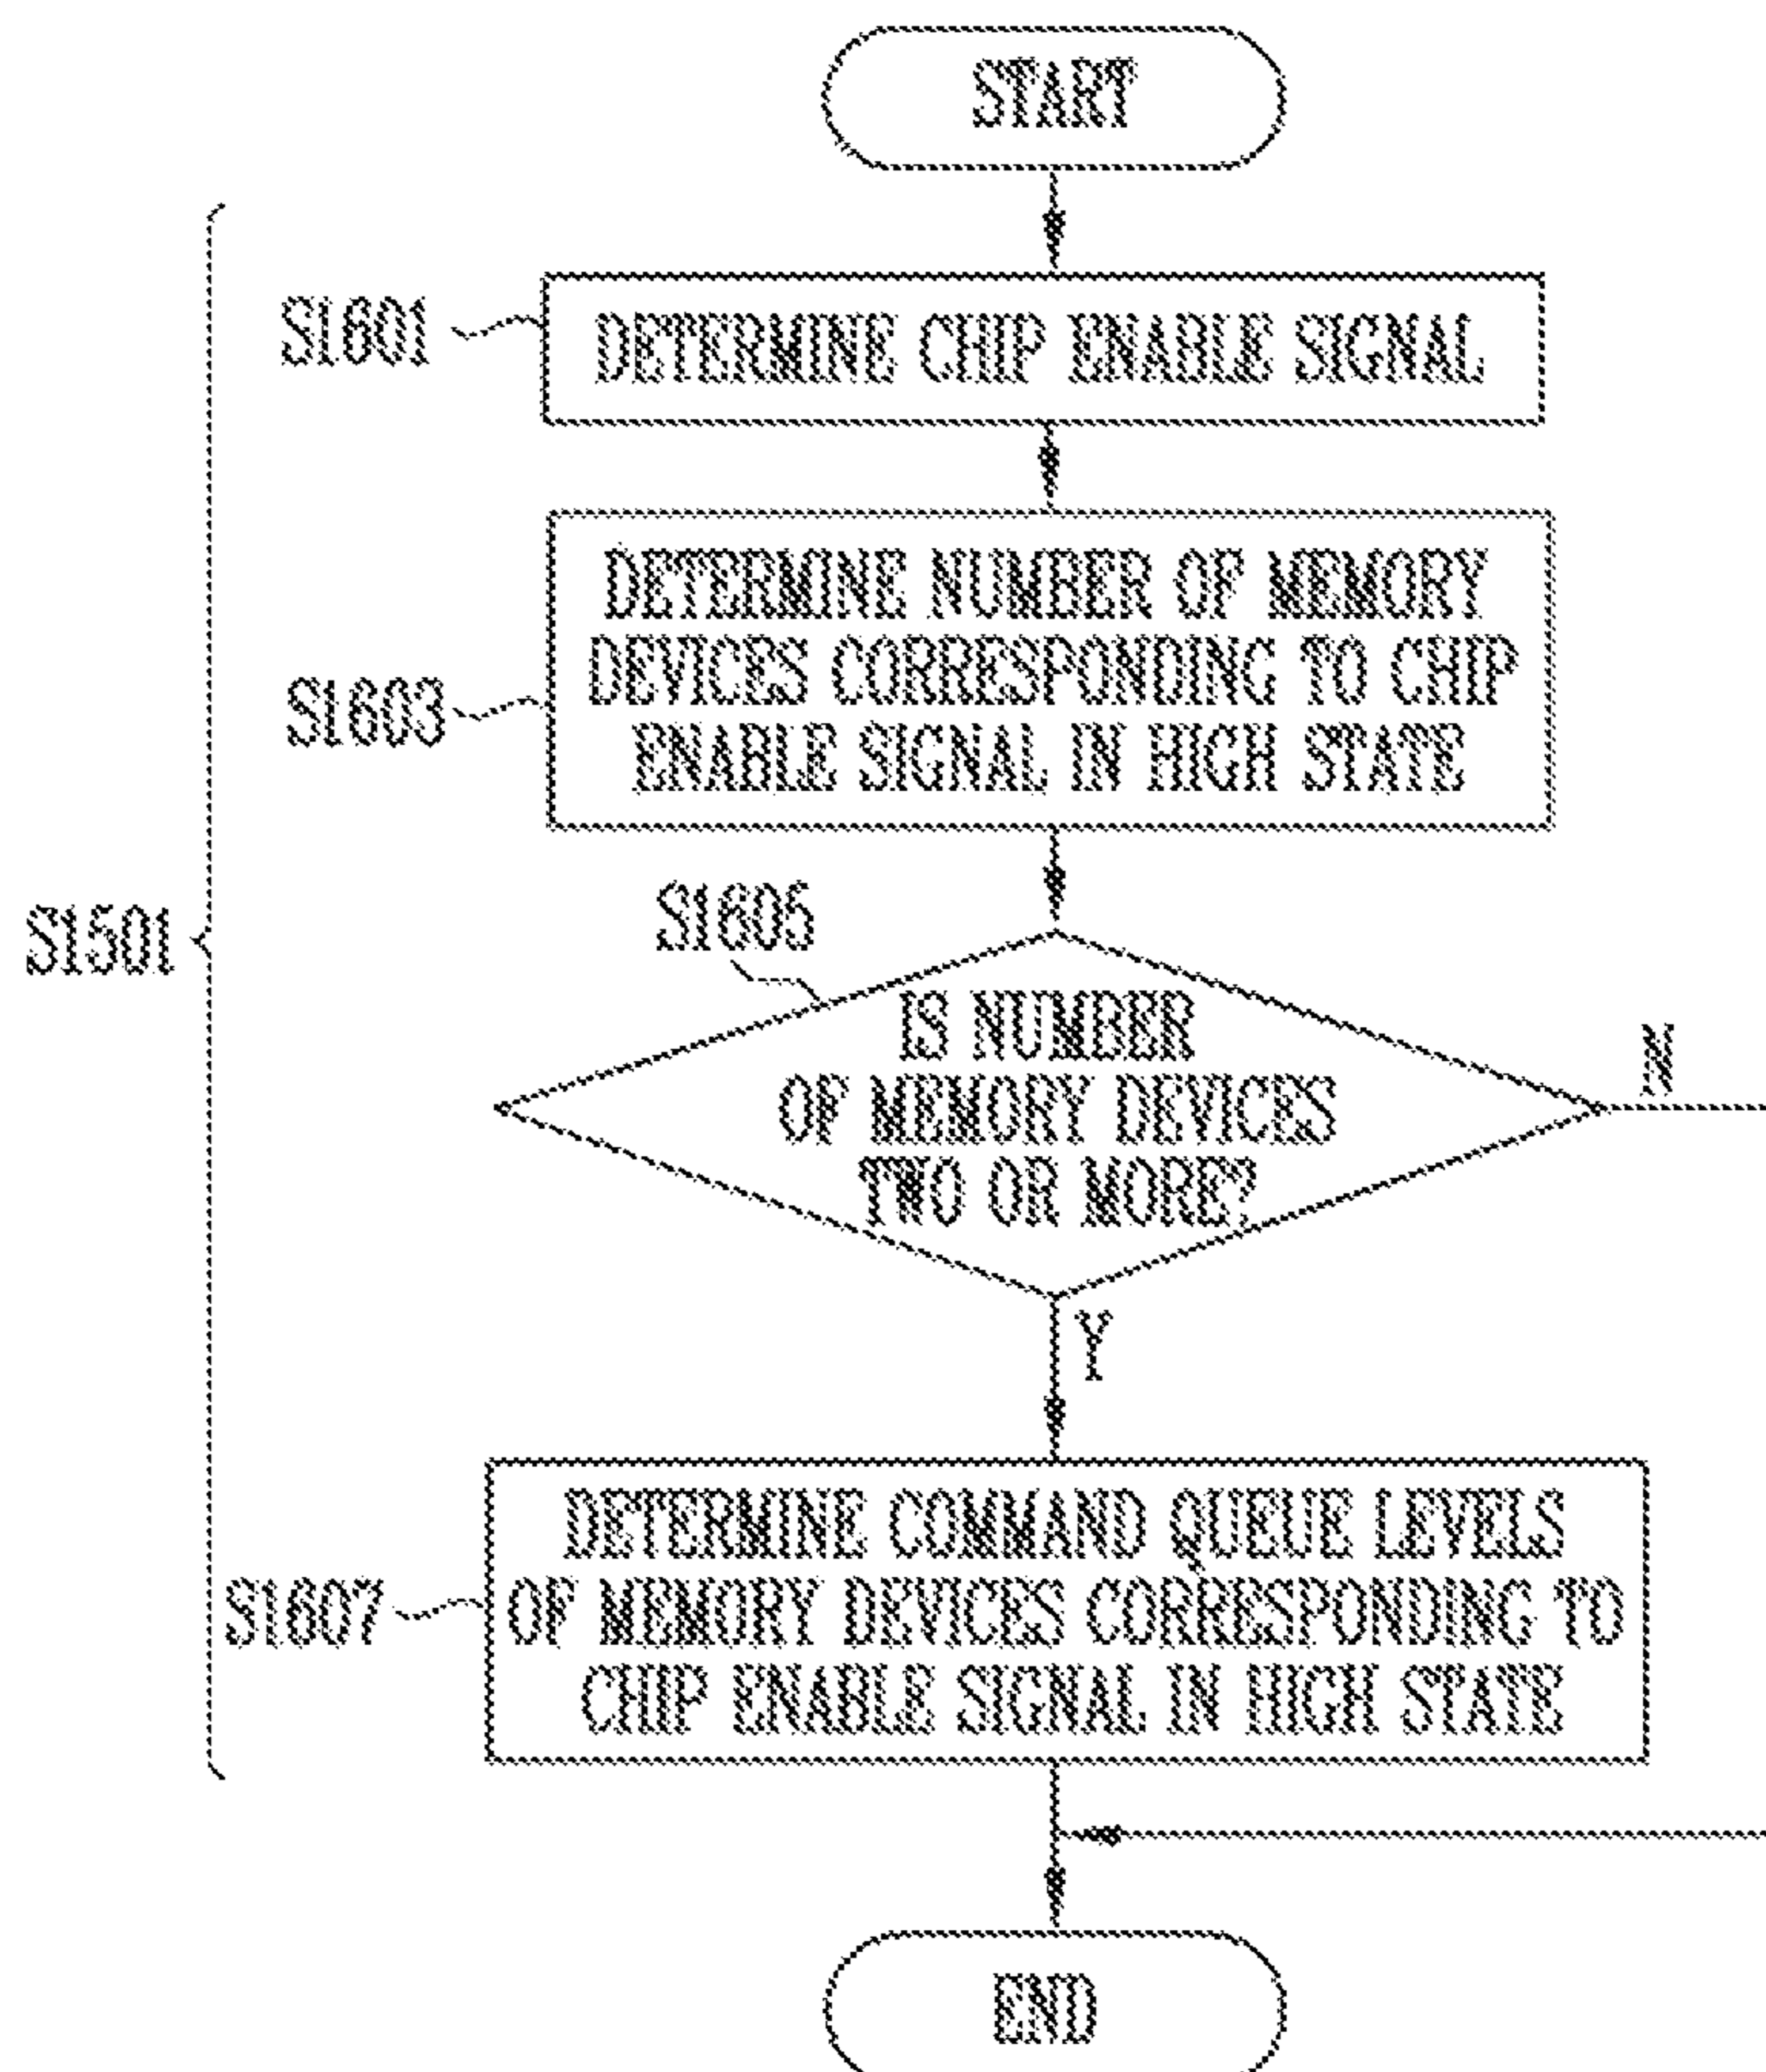 START
S1601
DETERMINE CHIP ENABLE SIGNAL
S1603
DETERMINE NUMBER OF MEMORY
DEVICES CORRESPONDING TO CHIP
ENABLE SIGNAL IN HIGH STATE
S1501
S1605
IS NUMBER
OF MEMORY DEVICES
TWO OR MORE?
N
Y
S1607
DETERMINE COMMAND QUEUE LEVELS
OF MEMORY DEVICES CORRESPONDING TO
CHIP ENABLE SIGNAL IN HIGH STATE
END